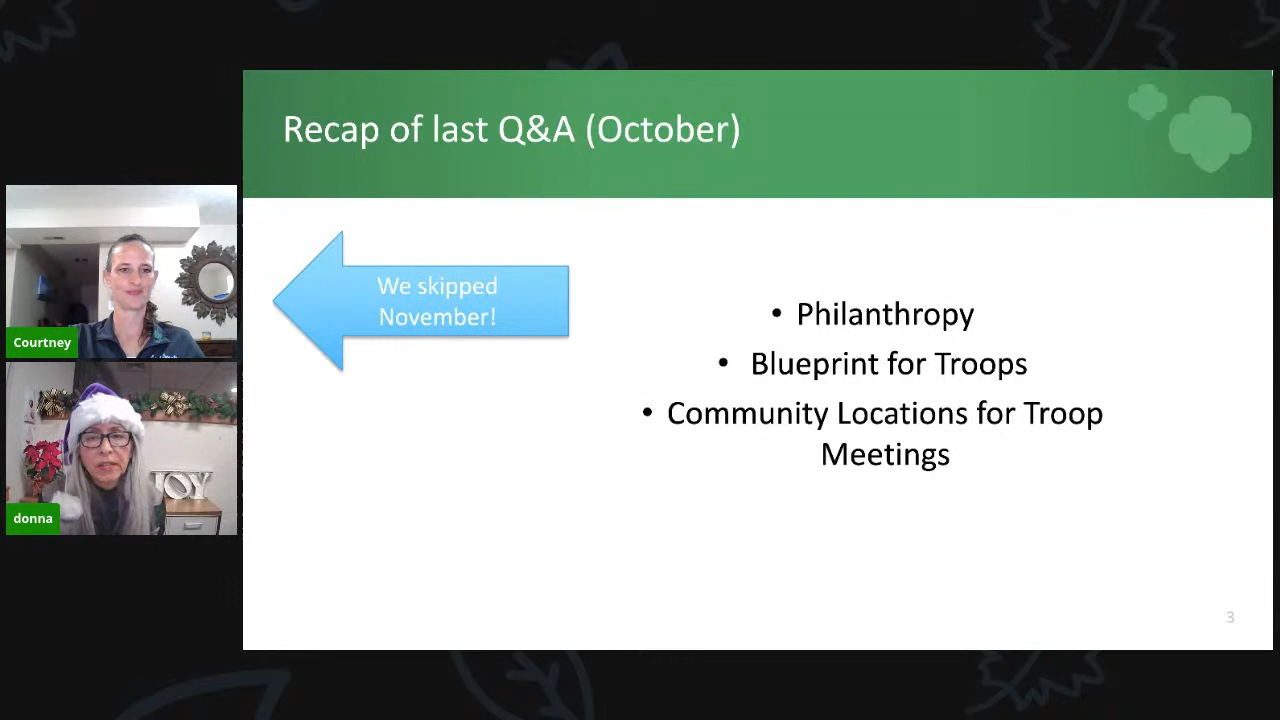 Recap of last Q&A (October)
We skipped
November!
• Philanthropy
• Blueprint for Troops
• Community Locations for Troop
Meetings
Courtney
JOY
donna
3